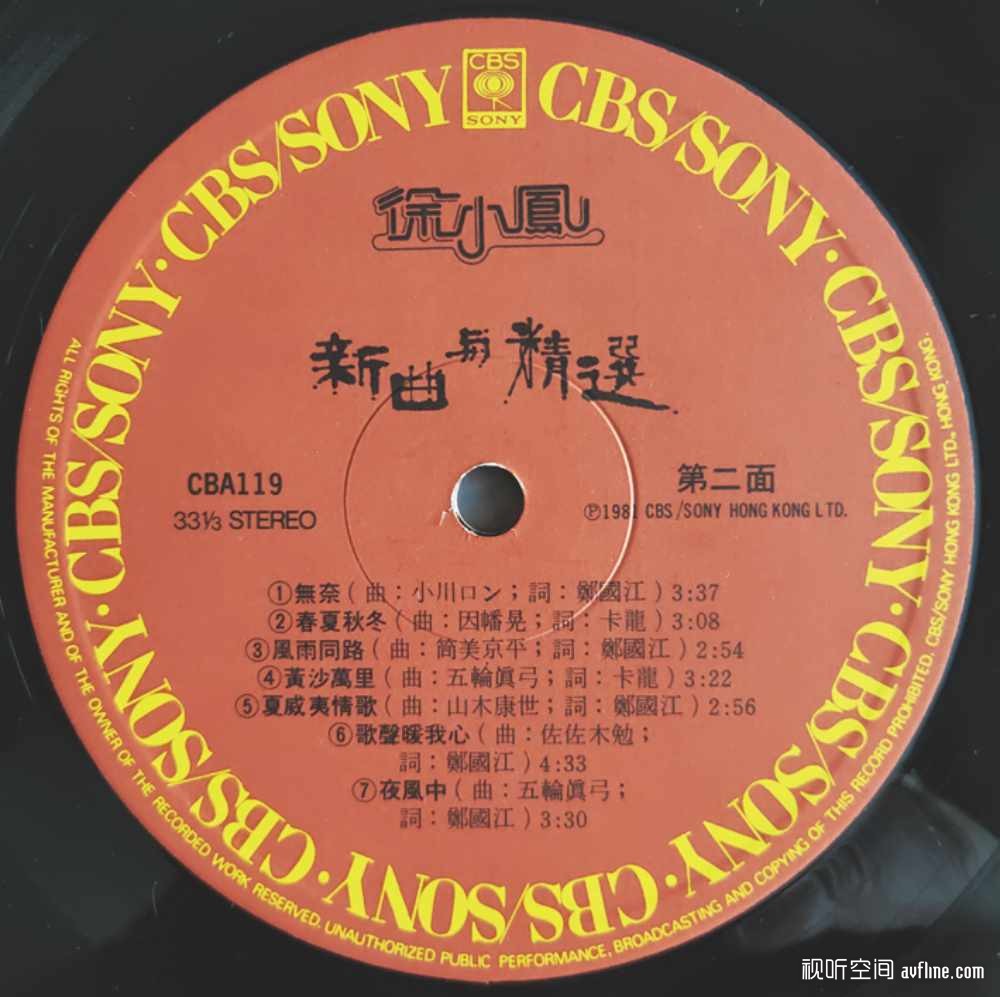 CBS
SONY
CBS/SONY · CBS/SONY · CBS/SONY · CBS/SONY · CBS/SONY · CBS/SONY · CBS/SONY · CBS/SONY
徐小鳳
新曲與精選
CBA119
33⅓ STEREO
第二面
Ⓟ1981 CBS/SONY HONG KONG LTD.
①無奈(曲:小川ロン;詞:鄭國江)3:37
②春夏秋冬(曲:因幡晃;詞:卡龍)3:08
③風雨同路(曲:筒美京平;詞:鄭國江)2:54
④黃沙萬里(曲:五輪眞弓;詞:卡龍)3:22
⑤夏威夷情歌(曲:山木康世;詞:鄭國江)2:56
⑥歌聲暖我心(曲:佐佐木勉;
詞:鄭國江)4:33
⑦夜風中(曲:五輪眞弓;
詞:鄭國江)3:30
ALL RIGHTS OF THE MANUFACTURER AND OF THE OWNER OF THE RECORDED WORK RESERVED. UNAUTHORIZED PUBLIC PERFORMANCE, BROADCASTING AND COPYING OF THIS RECORD PROHIBITED. CBS/SONY HONG KONG LTD. HONG KONG.
视听空间 avfline.com